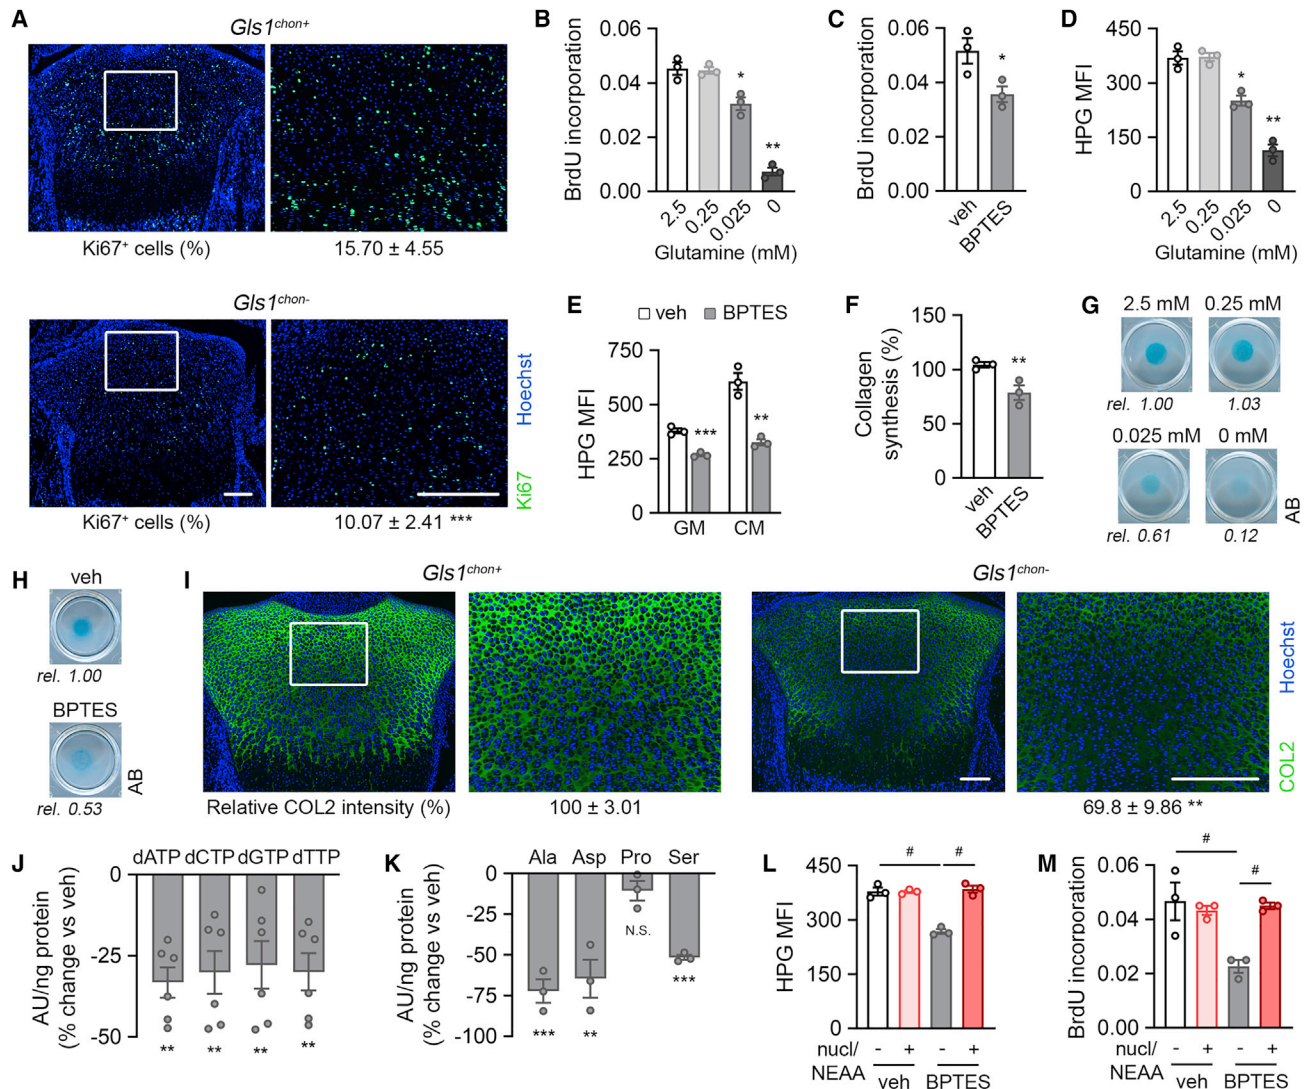 A
Gls1chon+
Ki67+ cells (%)
15.70 ± 4.55
Gls1chon-
Ki67 Hoechst
Ki67+ cells (%)
10.07 ± 2.41 ***
B
BrdU incorporation
0.06
0.04
0.02
0.00
*
**
2.5 0.25 0.025 0
Glutamine (mM)
C
BrdU incorporation
0.06
0.04
0.02
0.00
*
veh BPTES
D
HPG MFI
450
300
150
0
*
**
2.5 0.25 0.025 0
Glutamine (mM)
E
veh BPTES
HPG MFI
750
500
250
0
*** **
GM CM
F
Collagen
synthesis (%)
150
100
50
0
**
veh BPTES
G
2.5 mM 0.25 mM
rel. 1.00 1.03
0.025 mM 0 mM
rel. 0.61 0.12
AB
H
veh
rel. 1.00
BPTES
rel. 0.53
AB
I
Gls1chon+ Gls1chon-
COL2 Hoechst
Relative COL2 intensity (%) 100 ± 3.01 69.8 ± 9.86 **
J
dATP dCTP dGTP dTTP
AU/ng protein
(% change vs veh)
0
-25
-50
** ** ** **
K
Ala Asp Pro Ser
AU/ng protein
(% change vs veh)
0
-25
-50
-75
-100
*** ** N.S. ***
L
HPG MFI
450
300
150
0
# #
nucl/ - + - +
NEAA veh BPTES
M
BrdU incorporation
0.06
0.04
0.02
0.00
# #
nucl/ - + - +
NEAA veh BPTES